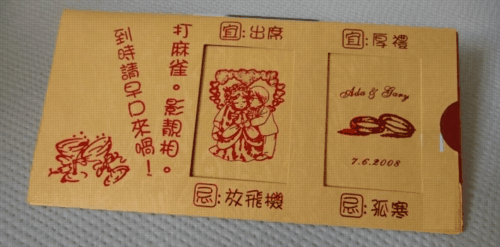 打麻雀。影靚相。
到時請早D來喎！
宜:出席
忌:放飛機
宜:厚禮
Ada & Gary
7.6.2008
忌:孤寒